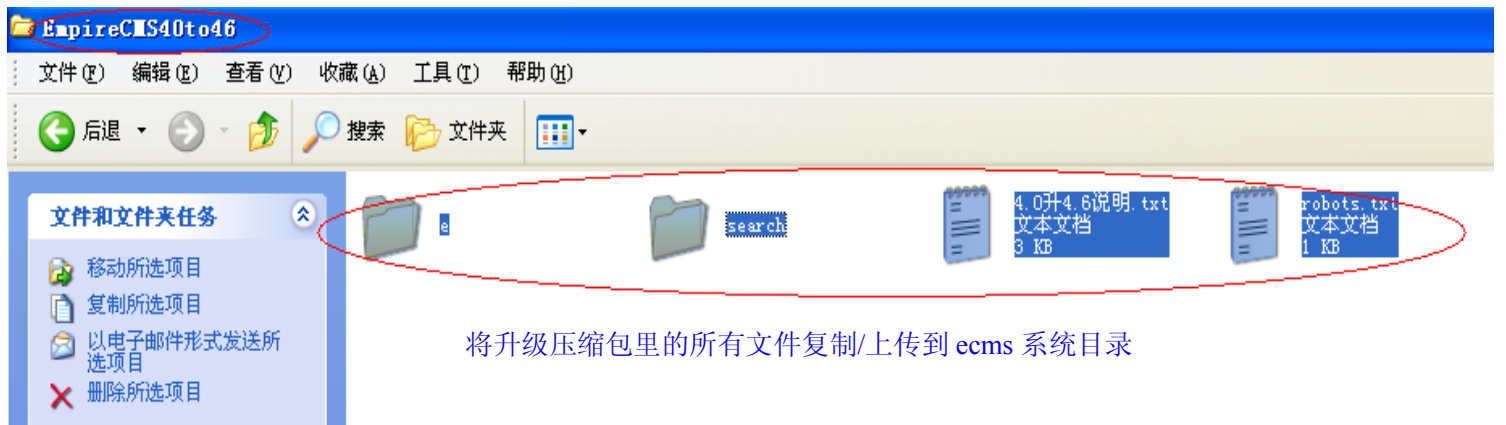 EmpireCMS40to46
文件(F) 编辑(E) 查看(V) 收藏(A) 工具(T) 帮助(H)
后退 搜索 文件夹
文件和文件夹任务
移动所选项目
复制所选项目
以电子邮件形式发送所
选项目
删除所选项目
e
search
4.0升4.6说明.txt
文本文档
3 KB
robots.txt
文本文档
1 KB
将升级压缩包里的所有文件复制/上传到 ecms 系统目录